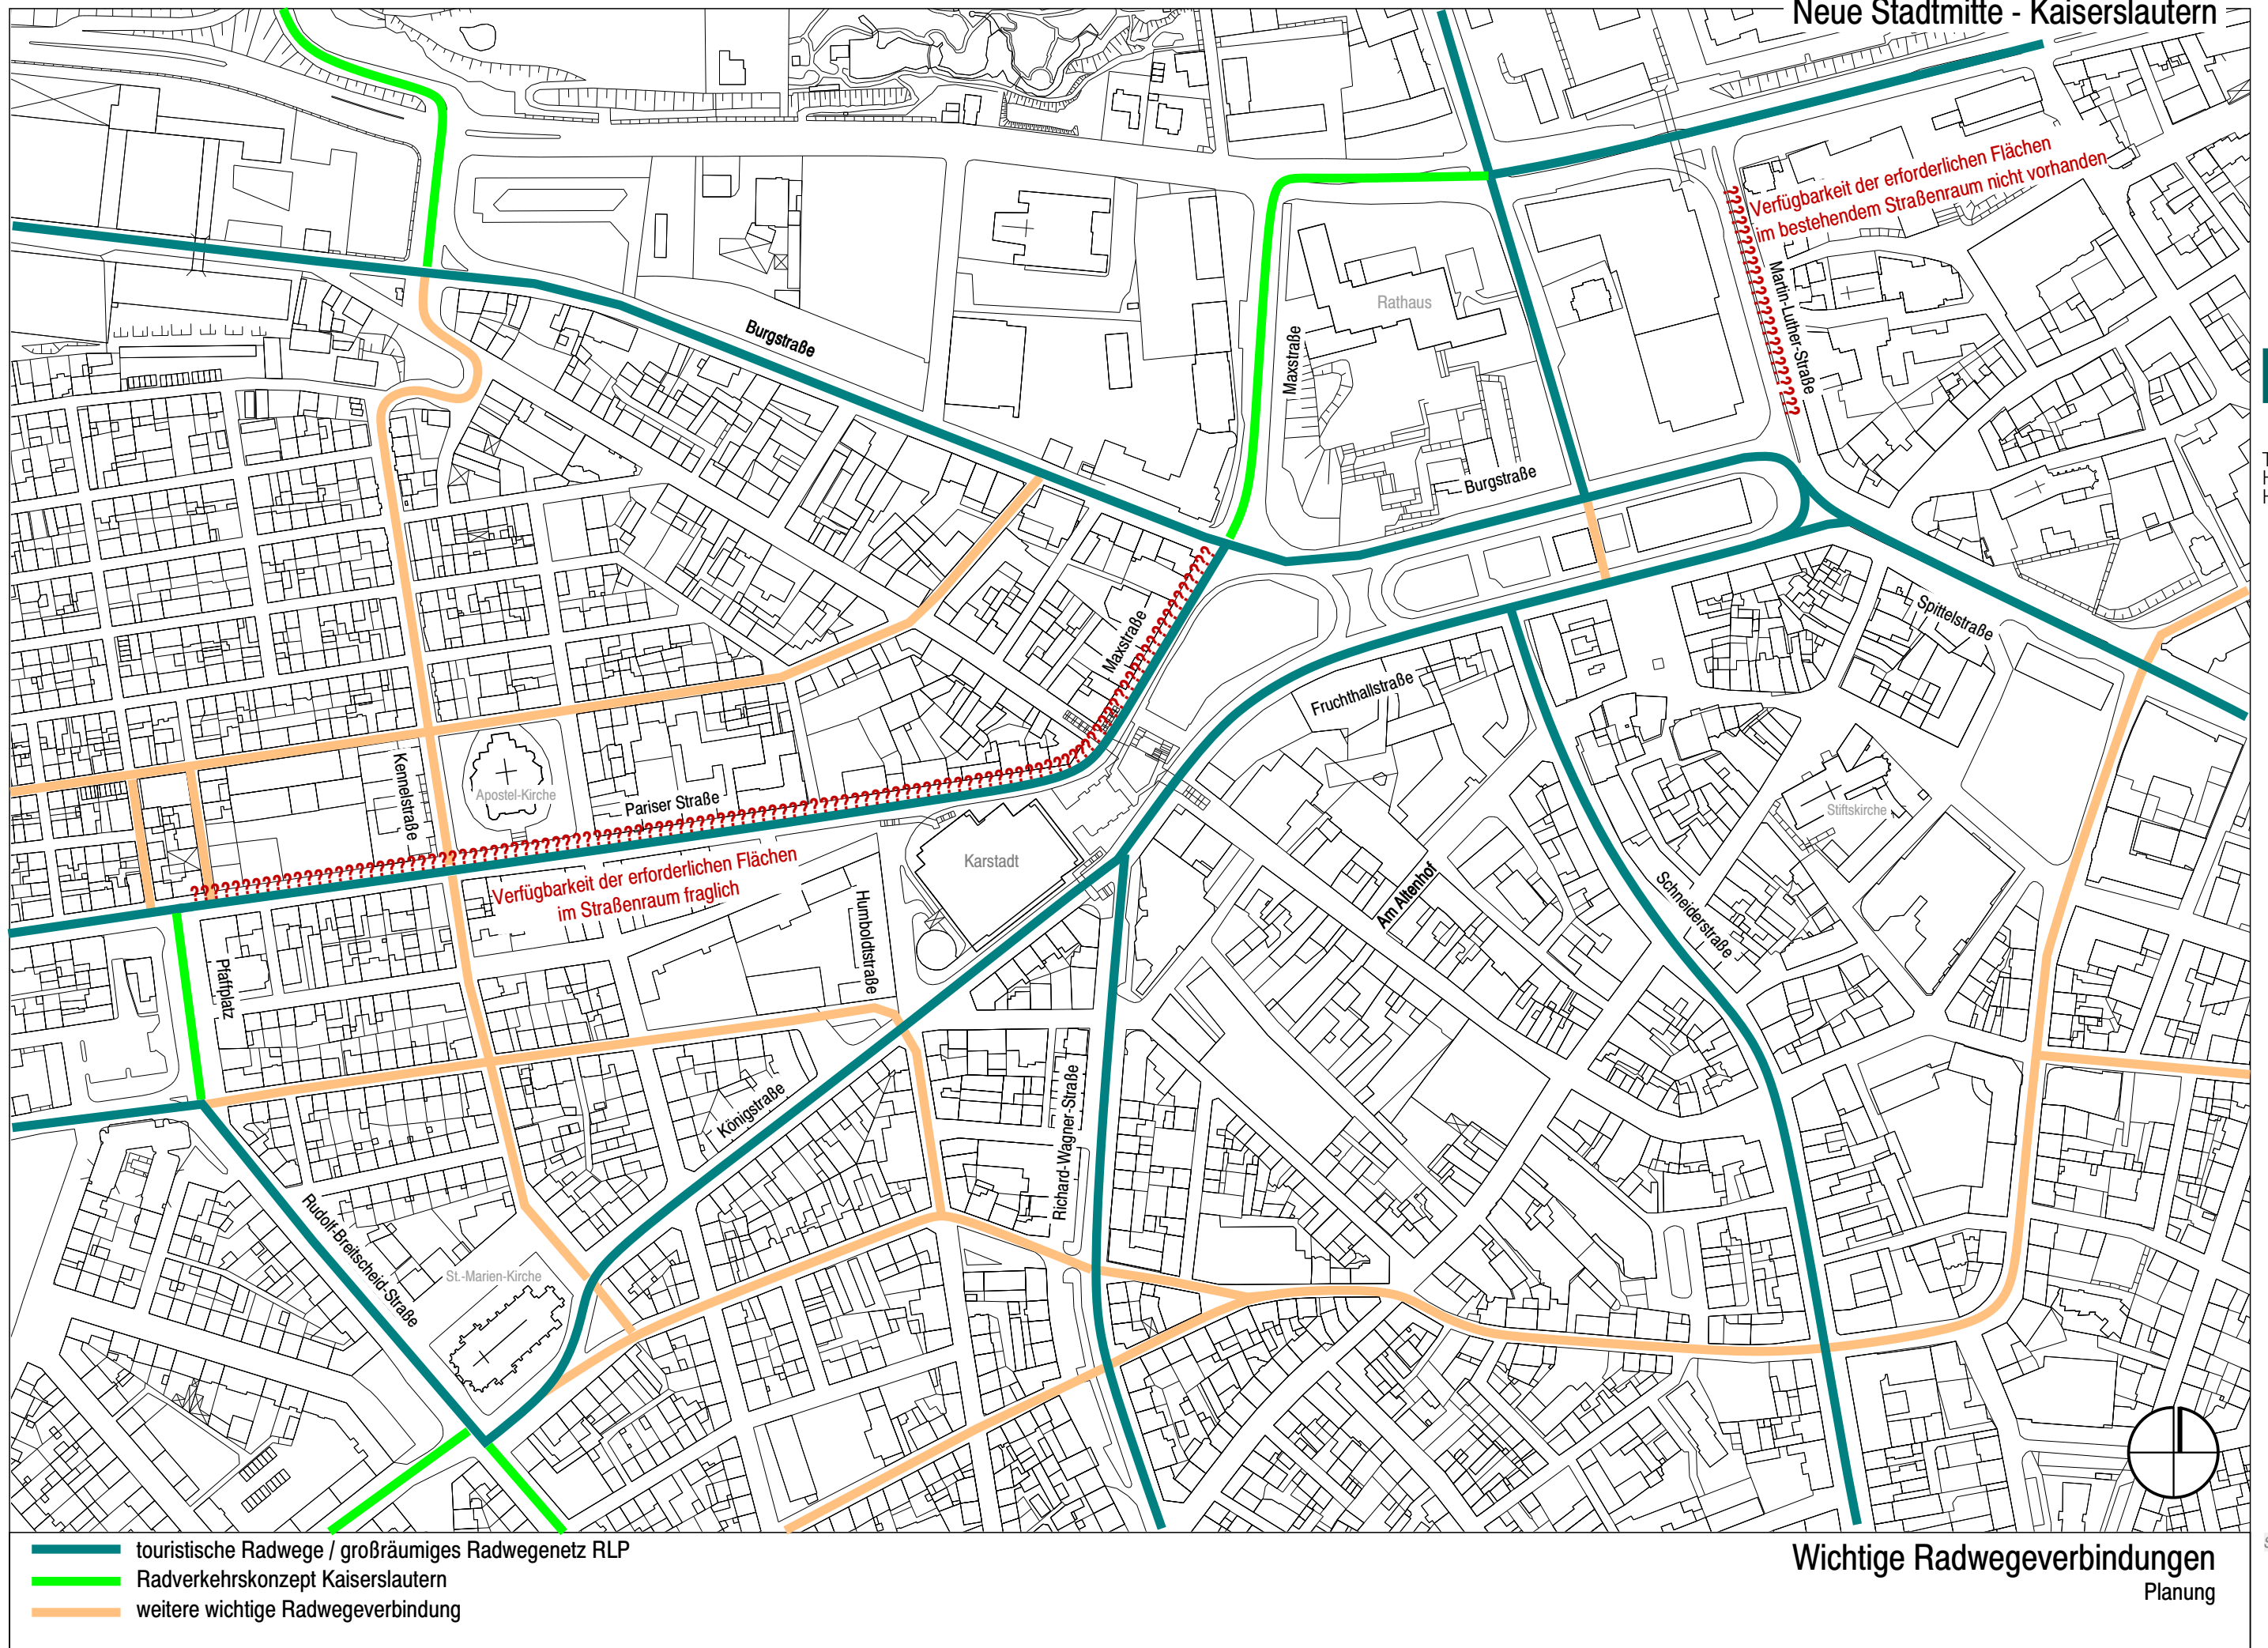 Neue Stadtmitte - Kaiserslautern
Verfügbarkeit der erforderlichen Flächen
im bestehendem Straßenraum nicht vorhanden
??????????????????????
Martin-Luther-Straße
Rathaus
Maxstraße
Burgstraße
Burgstraße
Maxstraße
Spittelstraße
Fruchthallstraße
Kennelstraße
Apostel-Kirche
Pariser Straße
Karstadt
Stiftskirche
Verfügbarkeit der erforderlichen Flächen
im Straßenraum fraglich
Humboldtstraße
Am Altenhof
Schneiderstraße
Pfaffplatz
Königstraße
Richard-Wagner-Straße
Rudolf-Breitscheid-Straße
St.-Marien-Kirche
touristische Radwege / großräumiges Radwegenetz RLP
Radverkehrskonzept Kaiserslautern
weitere wichtige Radwegeverbindung
Wichtige Radwegeverbindungen
Planung